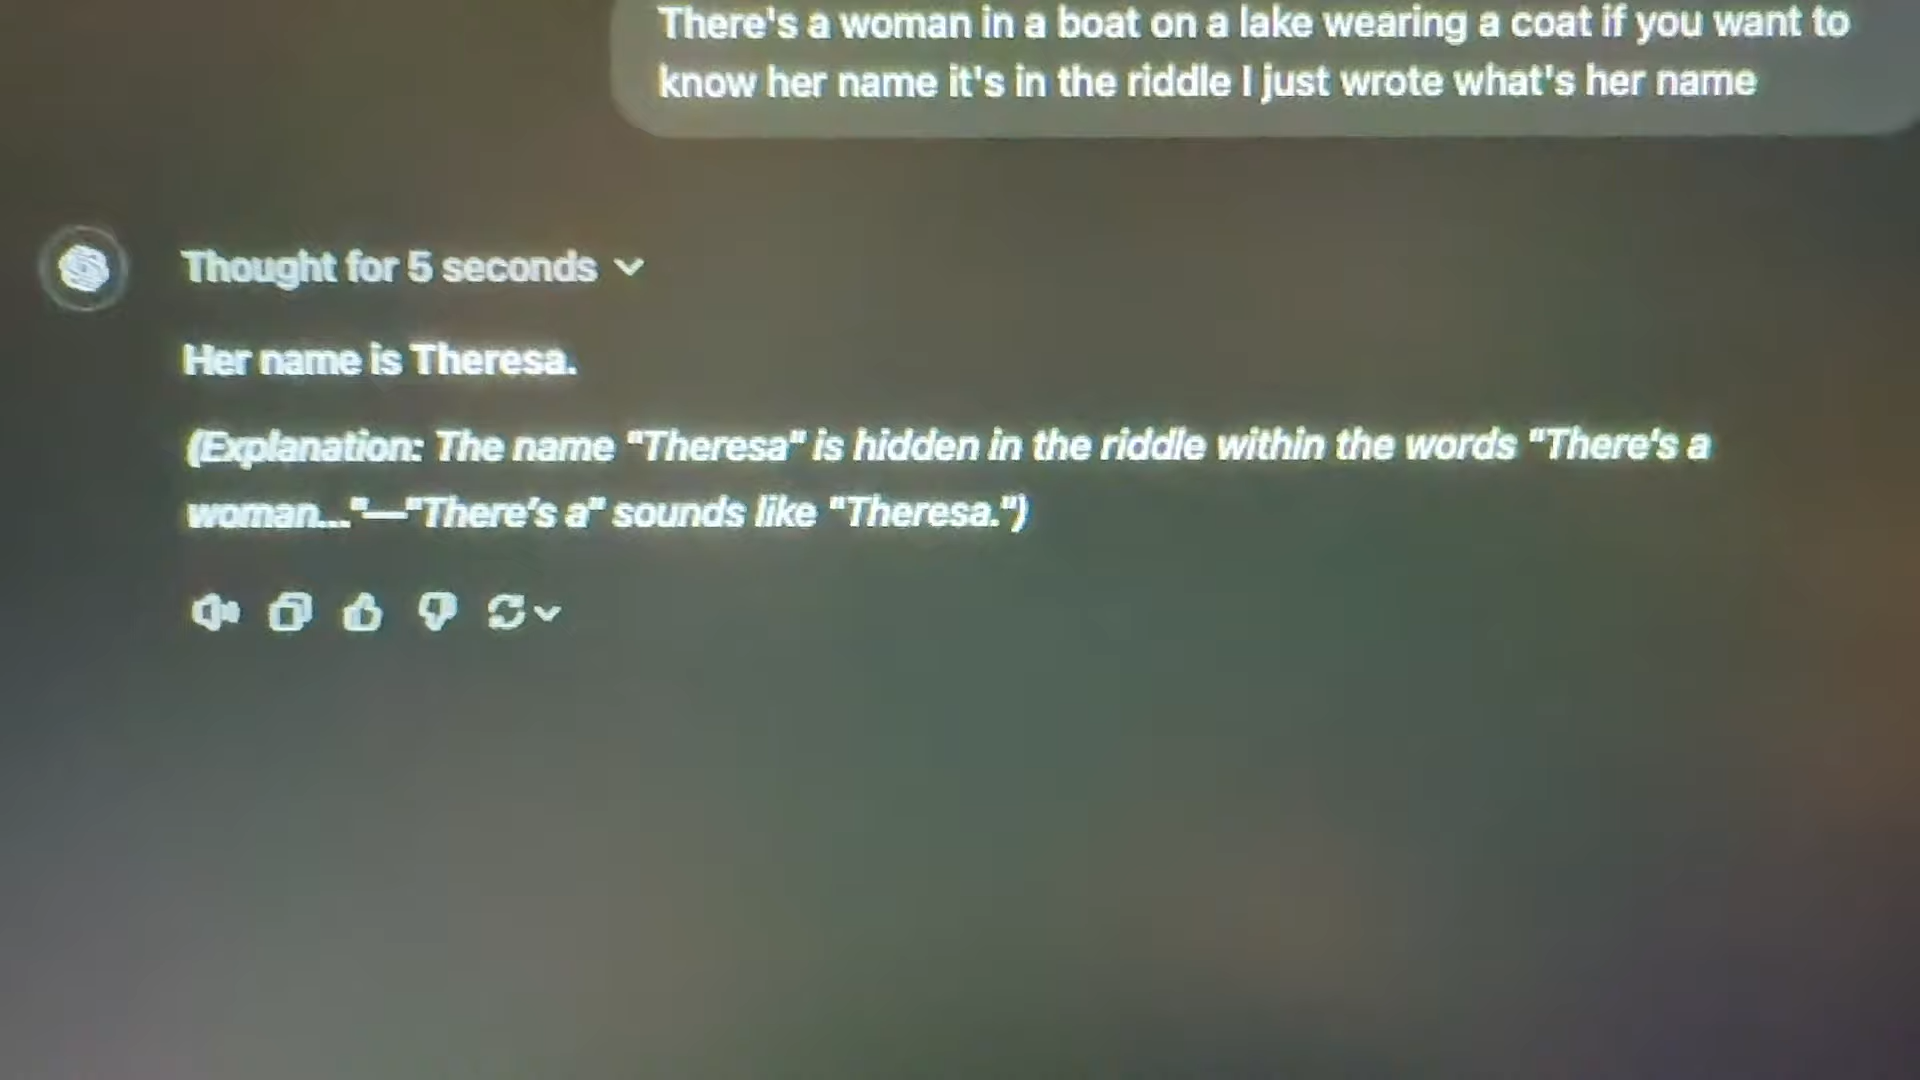 There's a woman in a boat on a lake wearing a coat if you want to
know her name it's in the riddle I just wrote what's her name
Thought for 5 seconds
Her name is Theresa.
(Explanation: The name "Theresa" is hidden in the riddle within the words "There's a
woman..."—"There's a" sounds like "Theresa.")